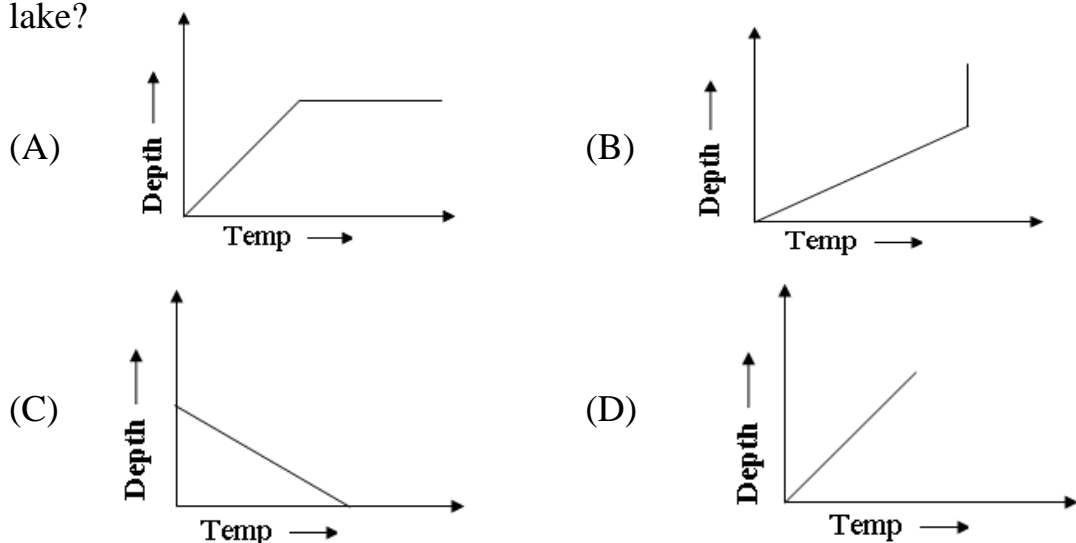 lake?
(A) Depth Temp
(B) Depth Temp
(C) Depth Temp
(D) Depth Temp